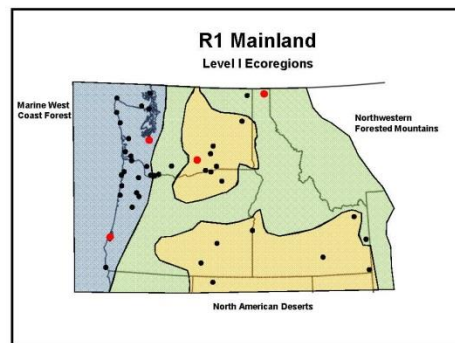 R1 Mainland
Level I Ecoregions
Marine West
Coast Forest
Northwestern
Forested Mountains
North American Deserts